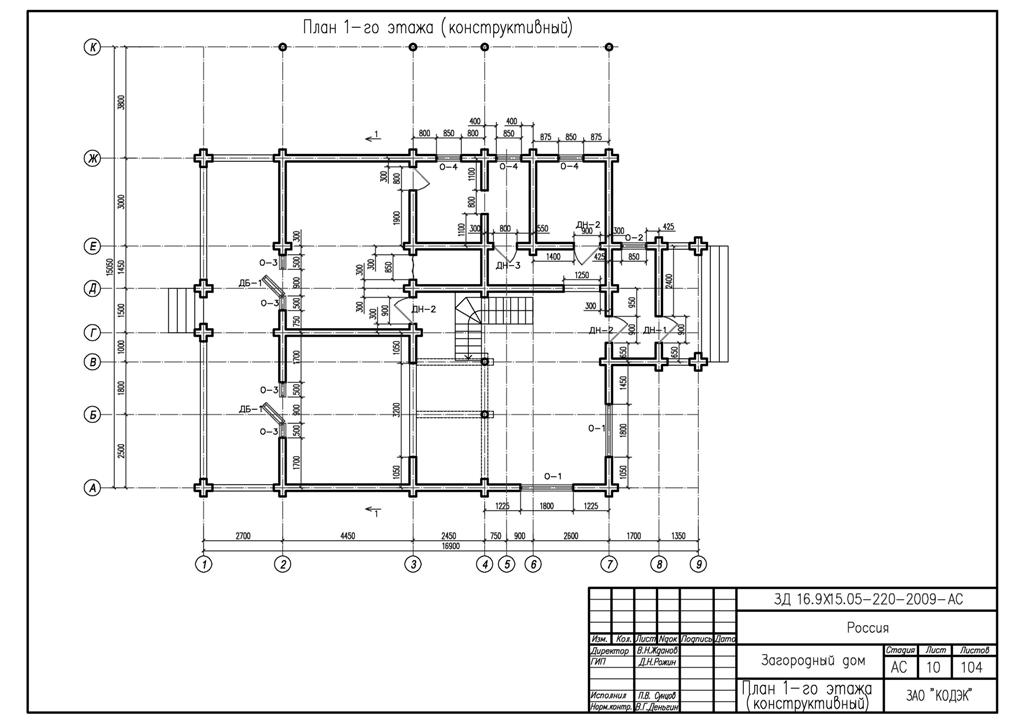 План 1-го этажа (конструктивный)
К
3800
400 400
1
800 850 800 850 875 850 875
Ж
О-4 О-4 О-4
300 800 1100
3000
800
1900
1100
ДН-2
300 800 550 900 300 425
О-2
Е
300
ДН-3
1400 425 850
15050
1450
О-3 500
300 850
1250
2400
ДБ-1 900
300
Д
О-3 500
300
950
1500
750
900 ДН-2
300
ДН-2 900 ДН-1 900
Г
1000
1050
650 650
В
1700
1450
1800
О-3 500
3200
ДБ-1 900
Б
О-3 500
О-1 1800
2500
1700
1050
О-1
1050
А
1
1225 1800 1225
2700 4450 2450 750 900 2600 1700 1350
16900
1 2 3 4 5 6 7 8 9
ЗД 16.9Х15.05-220-2009-АС
Россия
Изм. Кол. Лист Nдок Подпись Дата
Директор В.Н.Жданов
ГИП Д.Н.Рожин
Загородный дом
Стадия Лист Листов
АС 10 104
Исполнил П.В.
Норм.контр. В.Г.Деньгин
План 1-го этажа
(конструктивный)
ЗАО "КОДЭК"